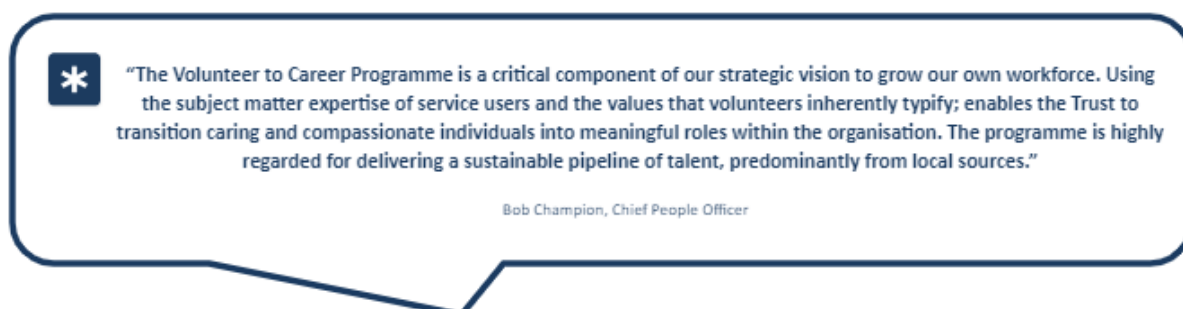 “The Volunteer to Career Programme is a critical component of our strategic vision to grow our own workforce. Using
the subject matter expertise of service users and the values that volunteers inherently typify; enables the Trust to
transition caring and compassionate individuals into meaningful roles within the organisation. The programme is highly
regarded for delivering a sustainable pipeline of talent, predominantly from local sources.”
Bob Champion, Chief People Officer